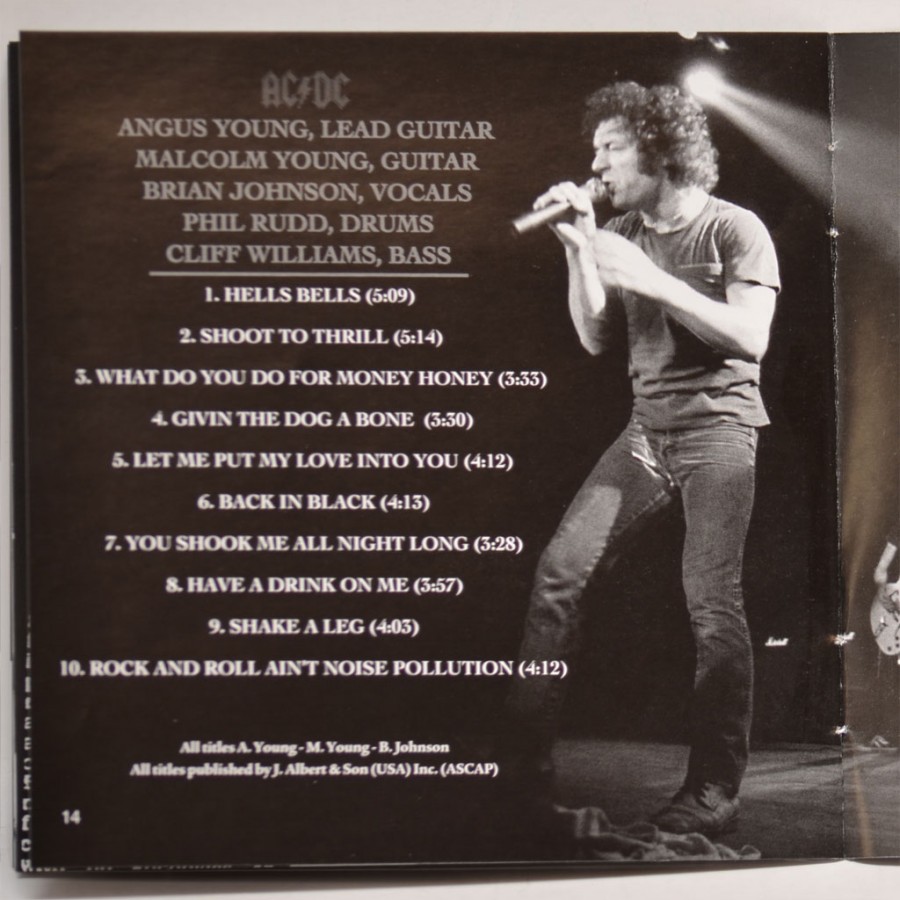 AC⚡DC
ANGUS YOUNG, LEAD GUITAR
MALCOLM YOUNG, GUITAR
BRIAN JOHNSON, VOCALS
PHIL RUDD, DRUMS
CLIFF WILLIAMS, BASS
1. HELLS BELLS (5:09)
2. SHOOT TO THRILL (5:14)
3. WHAT DO YOU DO FOR MONEY HONEY (3:33)
4. GIVIN THE DOG A BONE (3:30)
5. LET ME PUT MY LOVE INTO YOU (4:12)
6. BACK IN BLACK (4:13)
7. YOU SHOOK ME ALL NIGHT LONG (3:28)
8. HAVE A DRINK ON ME (3:57)
9. SHAKE A LEG (4:03)
10. ROCK AND ROLL AIN'T NOISE POLLUTION (4:12)
All titles A. Young - M. Young - B. Johnson
All titles published by J. Albert & Son (USA) Inc. (ASCAP)
14
Marshall